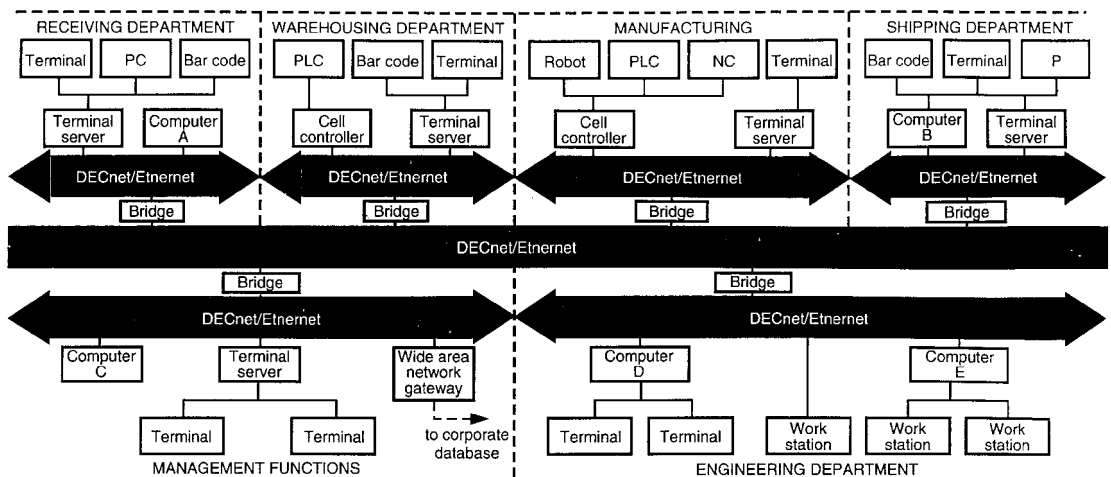 RECEIVING DEPARTMENT
WAREHOUSING DEPARTMENT
MANUFACTURING
SHIPPING DEPARTMENT
Terminal
PC
Bar code
PLC
Bar code
Terminal
Robot
PLC
NC
Terminal
Bar code
Terminal
P
Terminal
server
Computer
A
Cell
controller
Terminal
server
Cell
controller
Terminal
server
Computer
B
Terminal
server
DECnet/Etnernet
DECnet/Etnernet
DECnet/Etnernet
DECnet/Etnernet
Bridge
Bridge
Bridge
Bridge
DECnet/Etnernet
Bridge
Bridge
DECnet/Etnernet
DECnet/Etnernet
Computer
C
Terminal
server
Wide area
network
gateway
Computer
D
Computer
E
Terminal
Terminal
to corporate
database
Terminal
Terminal
Work
station
Work
station
Work
station
MANAGEMENT FUNCTIONS
ENGINEERING DEPARTMENT